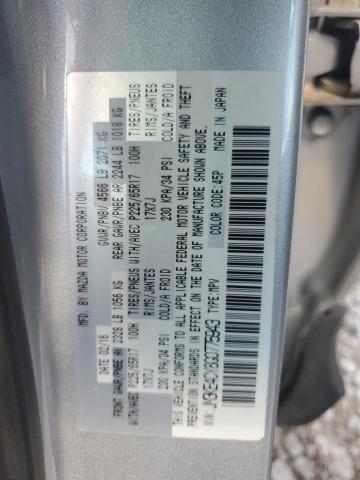 MFD. BY MAZDA MOTOR CORPORATION
02/16 GVWR/PNBV 4566 LB 2071 KG
FRONT GAWR/PNBE AV 2328 LB 1056 KG REAR GAWR/PNBE AR 2244 LB 1018 KG
WITH/AVEC P225/65R17 100H TIRES/PNEUS WITH/AVEC P225/65R17 100H TIRES/PNEUS
17X7J RIMS/JANTES 17X7J RIMS/JANTES
230 KPA/34 PSI COLD/A FROID 230 KPA/34 PSI COLD/A FROID
THIS VEHICLE CONFORMS TO ALL APPLICABLE FEDERAL MOTOR VEHICLE SAFETY AND THEFT
PREVENTION STANDARDS IN EFFECT ON THE DATE OF MANUFACTURE SHOWN ABOVE.
VIN: TYPE:MPV COLOR CODE:45P MADE IN JAPAN